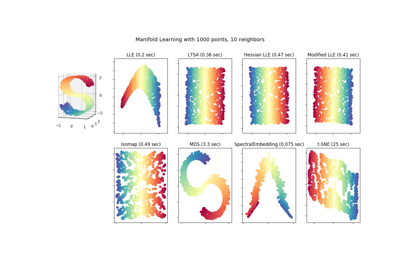 Manifold Learning with 1000 points, 10 neighbors
LLE (0.2 sec)
LTSA (0.36 sec)
Hessian LLE (0.47 sec)
Modified LLE (0.41 sec)
2
0
−2
−1
0
1
0
2
Isomap (0.49 sec)
MDS (3.3 sec)
SpectralEmbedding (0.075 sec)
t-SNE (25 sec)